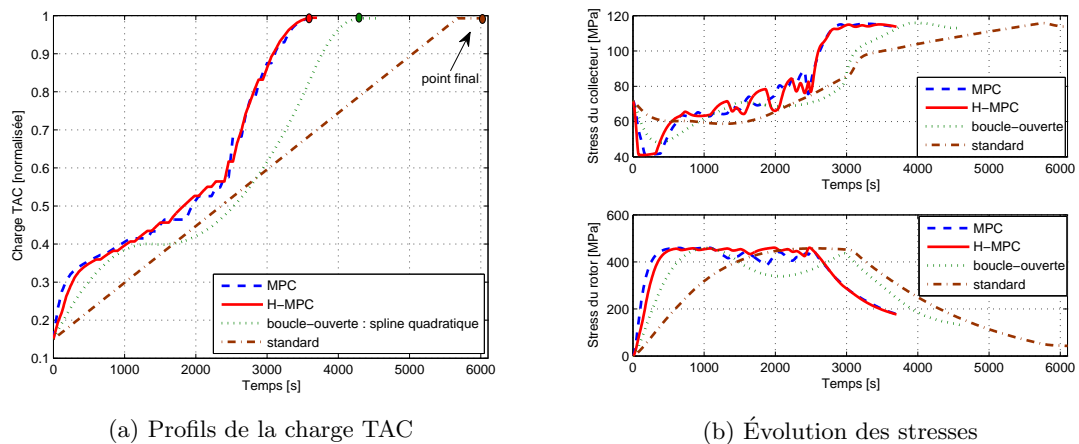 1
0.9
0.8
0.7
0.6
0.5
0.4
0.3
0.2
0.1
Charge TAC [normalisée]
0 1000 2000 3000 4000 5000 6000
Temps [s]
point final
MPC
H−MPC
boucle−ouverte : spline quadratique
standard
(a) Profils de la charge TAC
120
100
80
60
40
Stress du collecteur [MPa]
0 1000 2000 3000 4000 5000 6000
Temps [s]
MPC
H−MPC
boucle−ouverte
standard
600
400
200
0
Stress du rotor [MPa]
0 1000 2000 3000 4000 5000 6000
Temps [s]
MPC
H−MPC
boucle−ouverte
standard
(b) Évolution des stresses